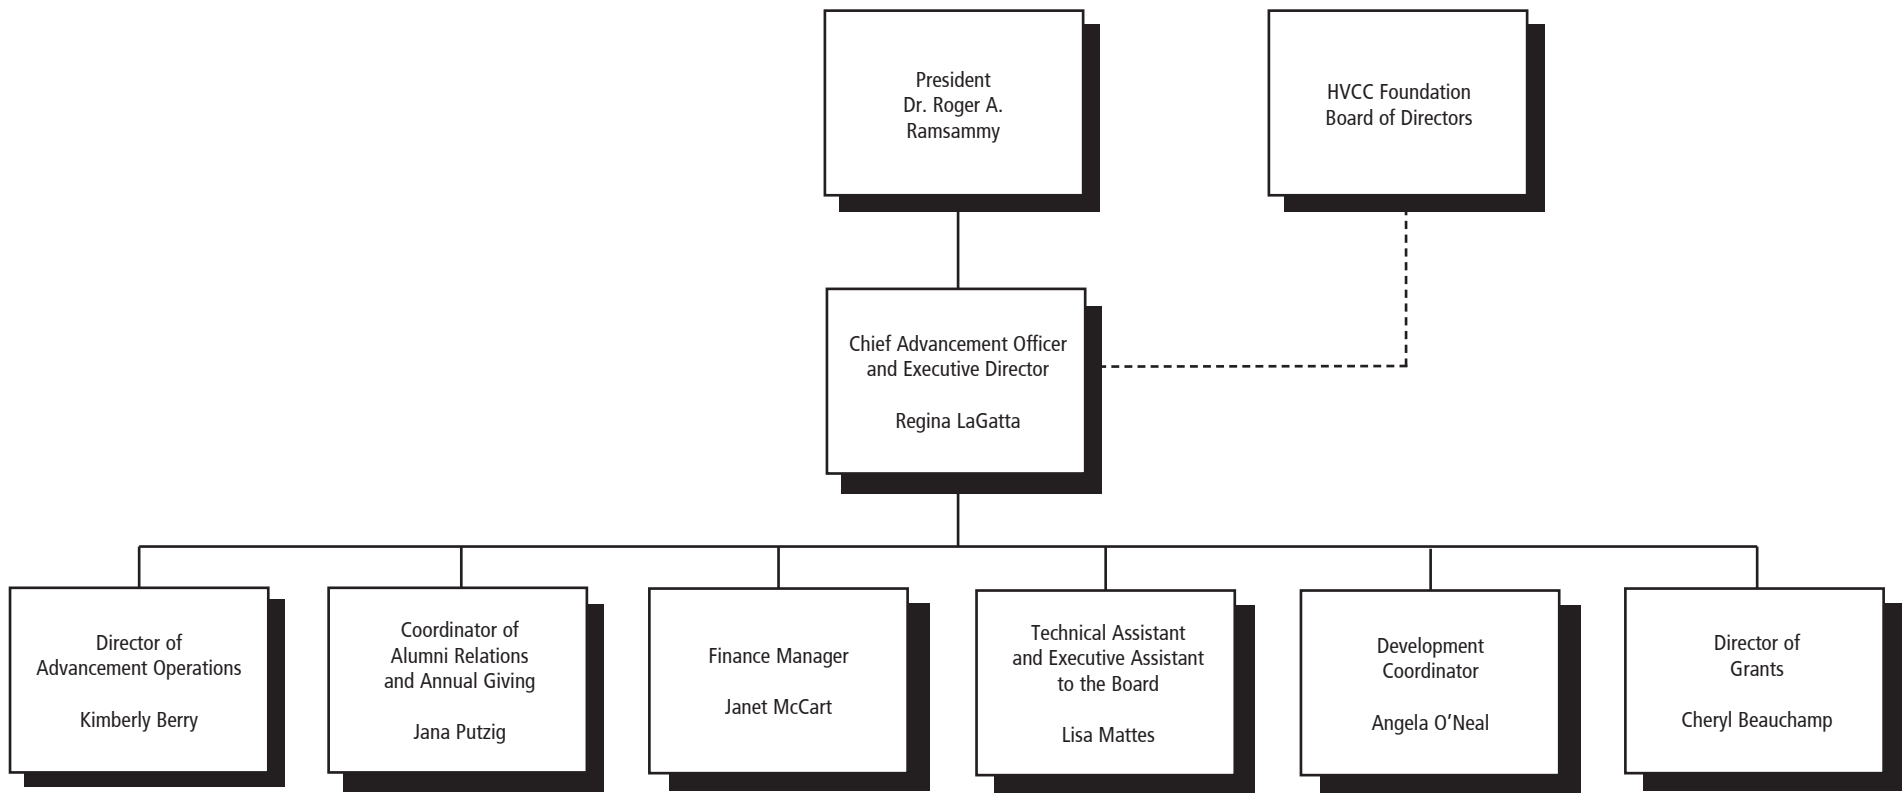 President
Dr. Roger A.
Ramsammy
HVCC Foundation
Board of Directors
Chief Advancement Officer
and Executive Director
Regina LaGatta
Director of
Advancement Operations
Kimberly Berry
Coordinator of
Alumni Relations
and Annual Giving
Jana Putzig
Finance Manager
Janet McCart
Technical Assistant
and Executive Assistant
to the Board
Lisa Mattes
Development
Coordinator
Angela O’Neal
Director of
Grants
Cheryl Beauchamp